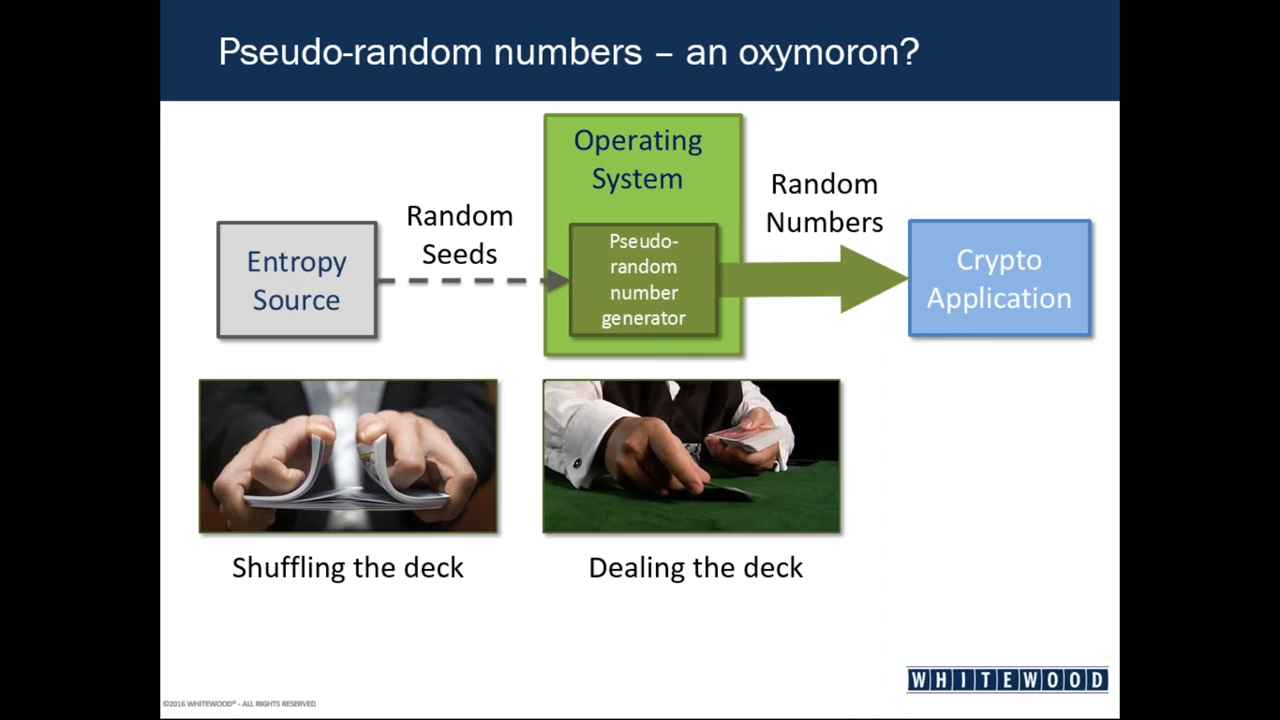 Pseudo-random numbers – an oxymoron?
Operating
System
Random
Numbers
Random
Seeds
Entropy
Source
Pseudo-
random
number
generator
Crypto
Application
Shuffling the deck
Dealing the deck
WHITEWOOD
©2016 WHITEWOOD® - ALL RIGHTS RESERVED